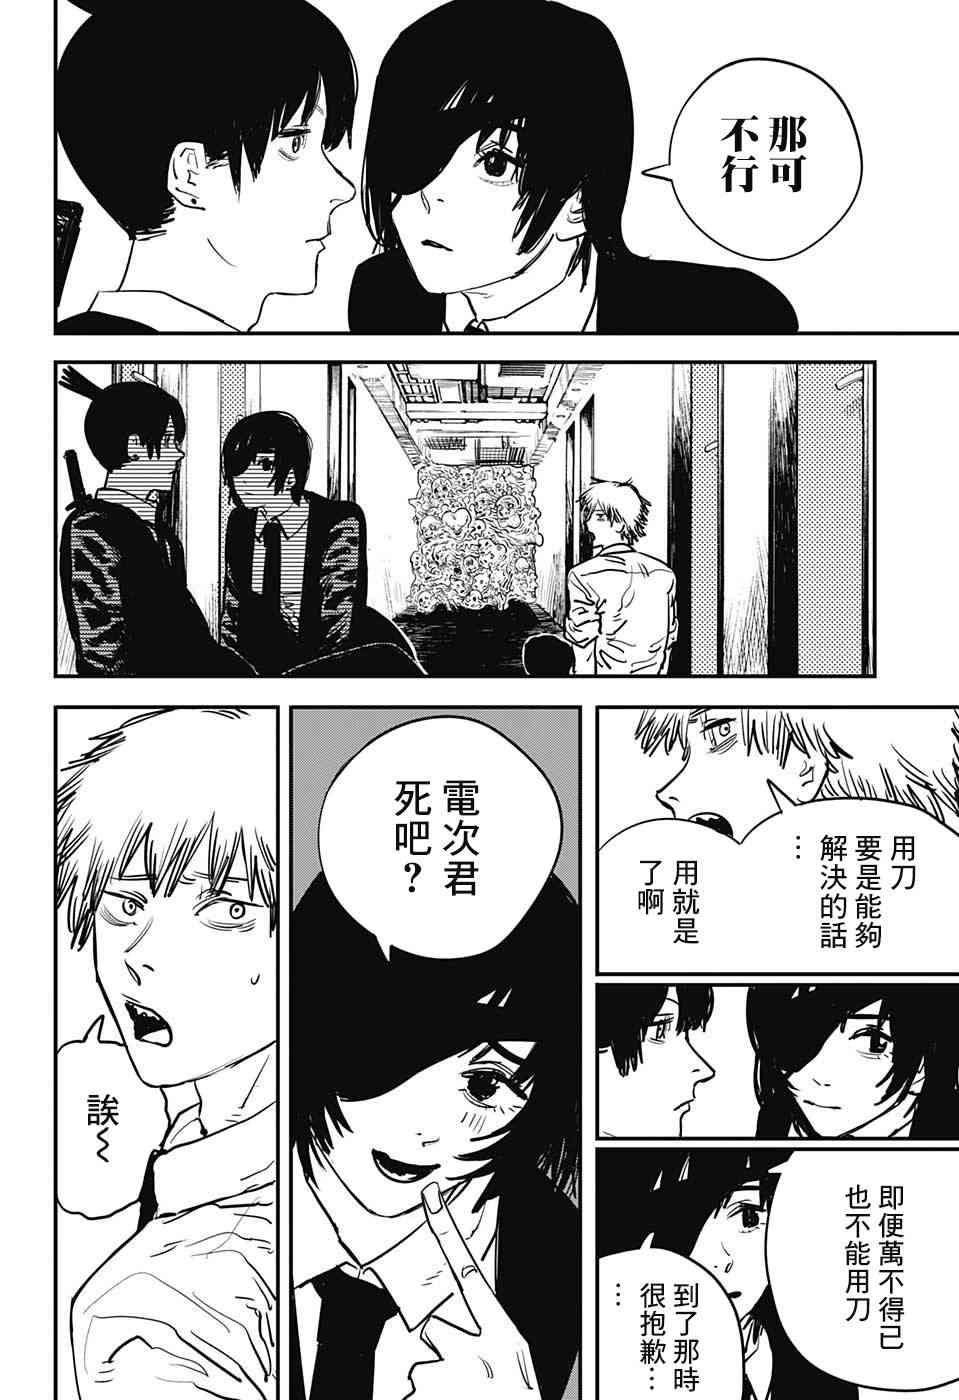 那可
不行
用刀
要是能夠
解決的話
…
用就是
了啊
即便萬不得已
也不能用刀
到了那時
很抱歉…
…
電次君
死吧?
誒～